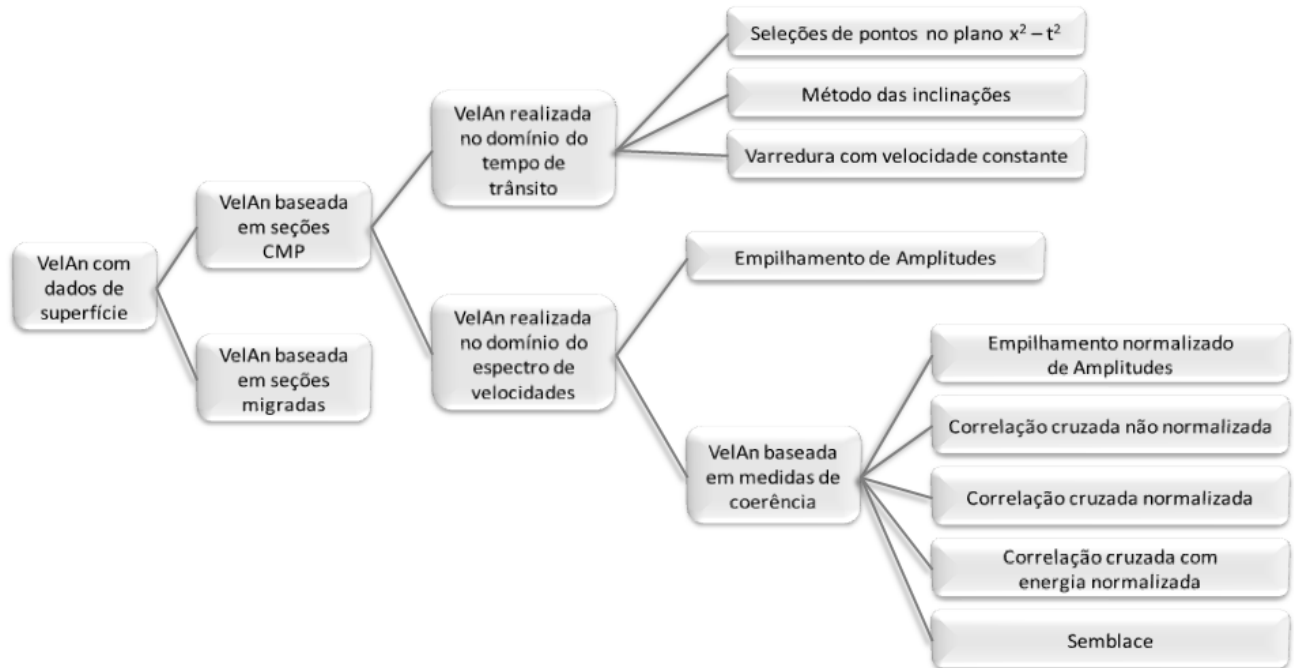 VelAn com
dados de
superfície
VelAn baseada
em seções
CMP
VelAn baseada
em seções
migradas
VelAn realizada
no domínio do
tempo de
trânsito
VelAn realizada
no domínio do
espectro de
velocidades
Seleções de pontos no plano x² – t²
Método das inclinações
Varredura com velocidade constante
Empilhamento de Amplitudes
VelAn baseada
em medidas de
coerência
Empilhamento normalizado
de Amplitudes
Correlação cruzada não normalizada
Correlação cruzada normalizada
Correlação cruzada com
energia normalizada
Semblace